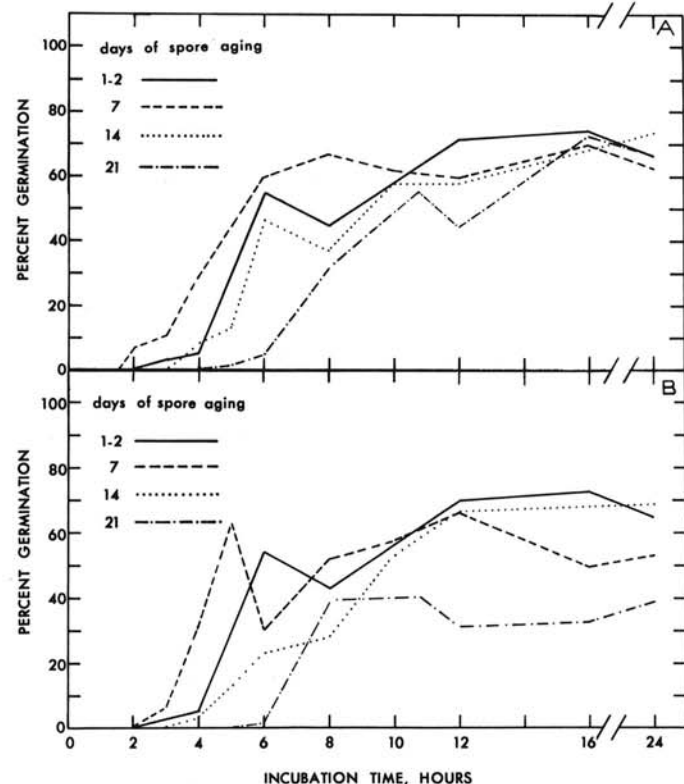 A
100
80
60
40
20
0
PERCENT GERMINATION
days of spore aging
1-2
7
14
21
B
100
80
60
40
20
0
PERCENT GERMINATION
days of spore aging
1-2
7
14
21
0 2 4 6 8 10 12 16 24
INCUBATION TIME, HOURS